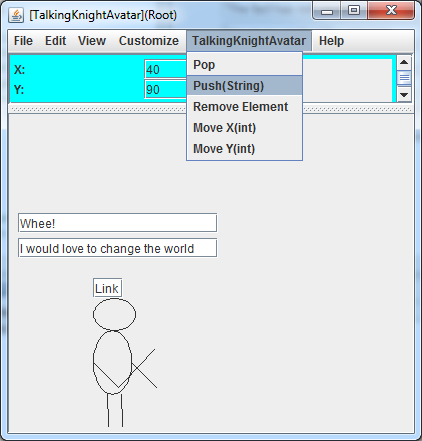 [TalkingKnightAvatar](Root)
File Edit View Customize TalkingKnightAvatar Help
X: 40
Y: 90
Pop
Push(String)
Remove Element
Move X(int)
Move Y(int)
Whee!
I would love to change the world
Link